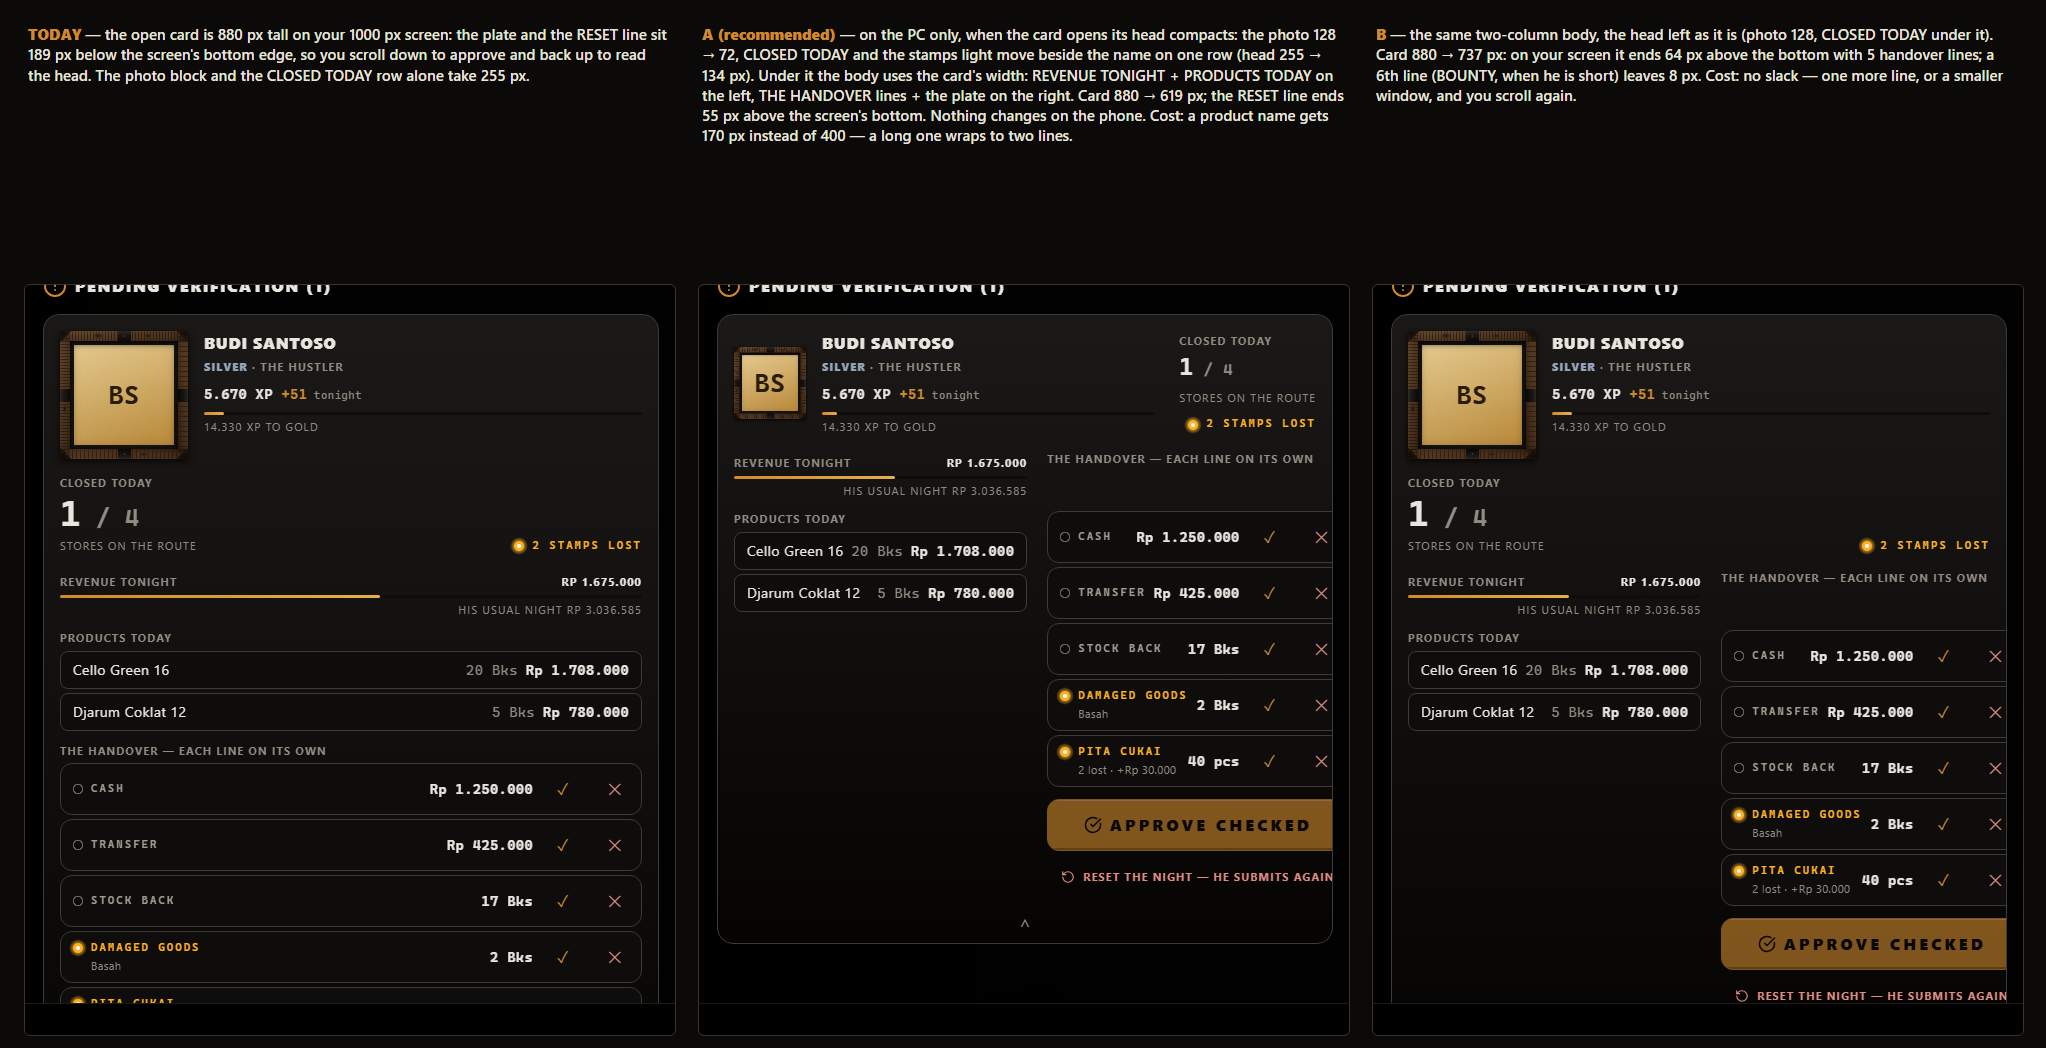 TODAY — the open card is 880 px tall on your 1000 px screen: the plate and the RESET line sit
189 px below the screen's bottom edge, so you scroll down to approve and back up to read
the head. The photo block and the CLOSED TODAY row alone take 255 px.
A (recommended) — on the PC only, when the card opens its head compacts: the photo 128
→ 72, CLOSED TODAY and the stamps light move beside the name on one row (head 255 →
134 px). Under it the body uses the card's width: REVENUE TONIGHT + PRODUCTS TODAY on
the left, THE HANDOVER lines + the plate on the right. Card 880 → 619 px; the RESET line ends
55 px above the screen's bottom. Nothing changes on the phone. Cost: a product name gets
170 px instead of 400 — a long one wraps to two lines.
B — the same two-column body, the head left as it is (photo 128, CLOSED TODAY under it).
Card 880 → 737 px: on your screen it ends 64 px above the bottom with 5 handover lines; a
6th line (BOUNTY, when he is short) leaves 8 px. Cost: no slack — one more line, or a smaller
window, and you scroll again.
PENDING VERIFICATION (1)
BS
BUDI SANTOSO
SILVER · THE HUSTLER
5.670 XP +51 tonight
14.330 XP TO GOLD
CLOSED TODAY
1 / 4
STORES ON THE ROUTE
2 STAMPS LOST
REVENUE TONIGHT RP 1.675.000
HIS USUAL NIGHT RP 3.036.585
PRODUCTS TODAY
Cello Green 16 20 Bks Rp 1.708.000
Djarum Coklat 12 5 Bks Rp 780.000
THE HANDOVER — EACH LINE ON ITS OWN
CASH Rp 1.250.000 ✓ ✕
TRANSFER Rp 425.000 ✓ ✕
STOCK BACK 17 Bks ✓ ✕
DAMAGED GOODS 2 Bks ✓ ✕
Basah
PITA CUKAI
PENDING VERIFICATION (1)
BS
BUDI SANTOSO
SILVER · THE HUSTLER
5.670 XP +51 tonight
14.330 XP TO GOLD
CLOSED TODAY
1 / 4
STORES ON THE ROUTE
2 STAMPS LOST
REVENUE TONIGHT RP 1.675.000
HIS USUAL NIGHT RP 3.036.585
PRODUCTS TODAY
Cello Green 16 20 Bks Rp 1.708.000
Djarum Coklat 12 5 Bks Rp 780.000
THE HANDOVER — EACH LINE ON ITS OWN
CASH Rp 1.250.000 ✓ ✕
TRANSFER Rp 425.000 ✓ ✕
STOCK BACK 17 Bks ✓ ✕
DAMAGED GOODS 2 Bks ✓ ✕
Basah
PITA CUKAI 40 pcs ✓ ✕
2 lost · +Rp 30.000
APPROVE CHECKED
RESET THE NIGHT — HE SUBMITS AGAIN
PENDING VERIFICATION (1)
BS
BUDI SANTOSO
SILVER · THE HUSTLER
5.670 XP +51 tonight
14.330 XP TO GOLD
CLOSED TODAY
1 / 4
STORES ON THE ROUTE
2 STAMPS LOST
REVENUE TONIGHT RP 1.675.000
HIS USUAL NIGHT RP 3.036.585
PRODUCTS TODAY
Cello Green 16 20 Bks Rp 1.708.000
Djarum Coklat 12 5 Bks Rp 780.000
THE HANDOVER — EACH LINE ON ITS OWN
CASH Rp 1.250.000 ✓ ✕
TRANSFER Rp 425.000 ✓ ✕
STOCK BACK 17 Bks ✓ ✕
DAMAGED GOODS 2 Bks ✓ ✕
Basah
PITA CUKAI 40 pcs ✓ ✕
2 lost · +Rp 30.000
APPROVE CHECKED
RESET THE NIGHT — HE SUBMITS AGAIN